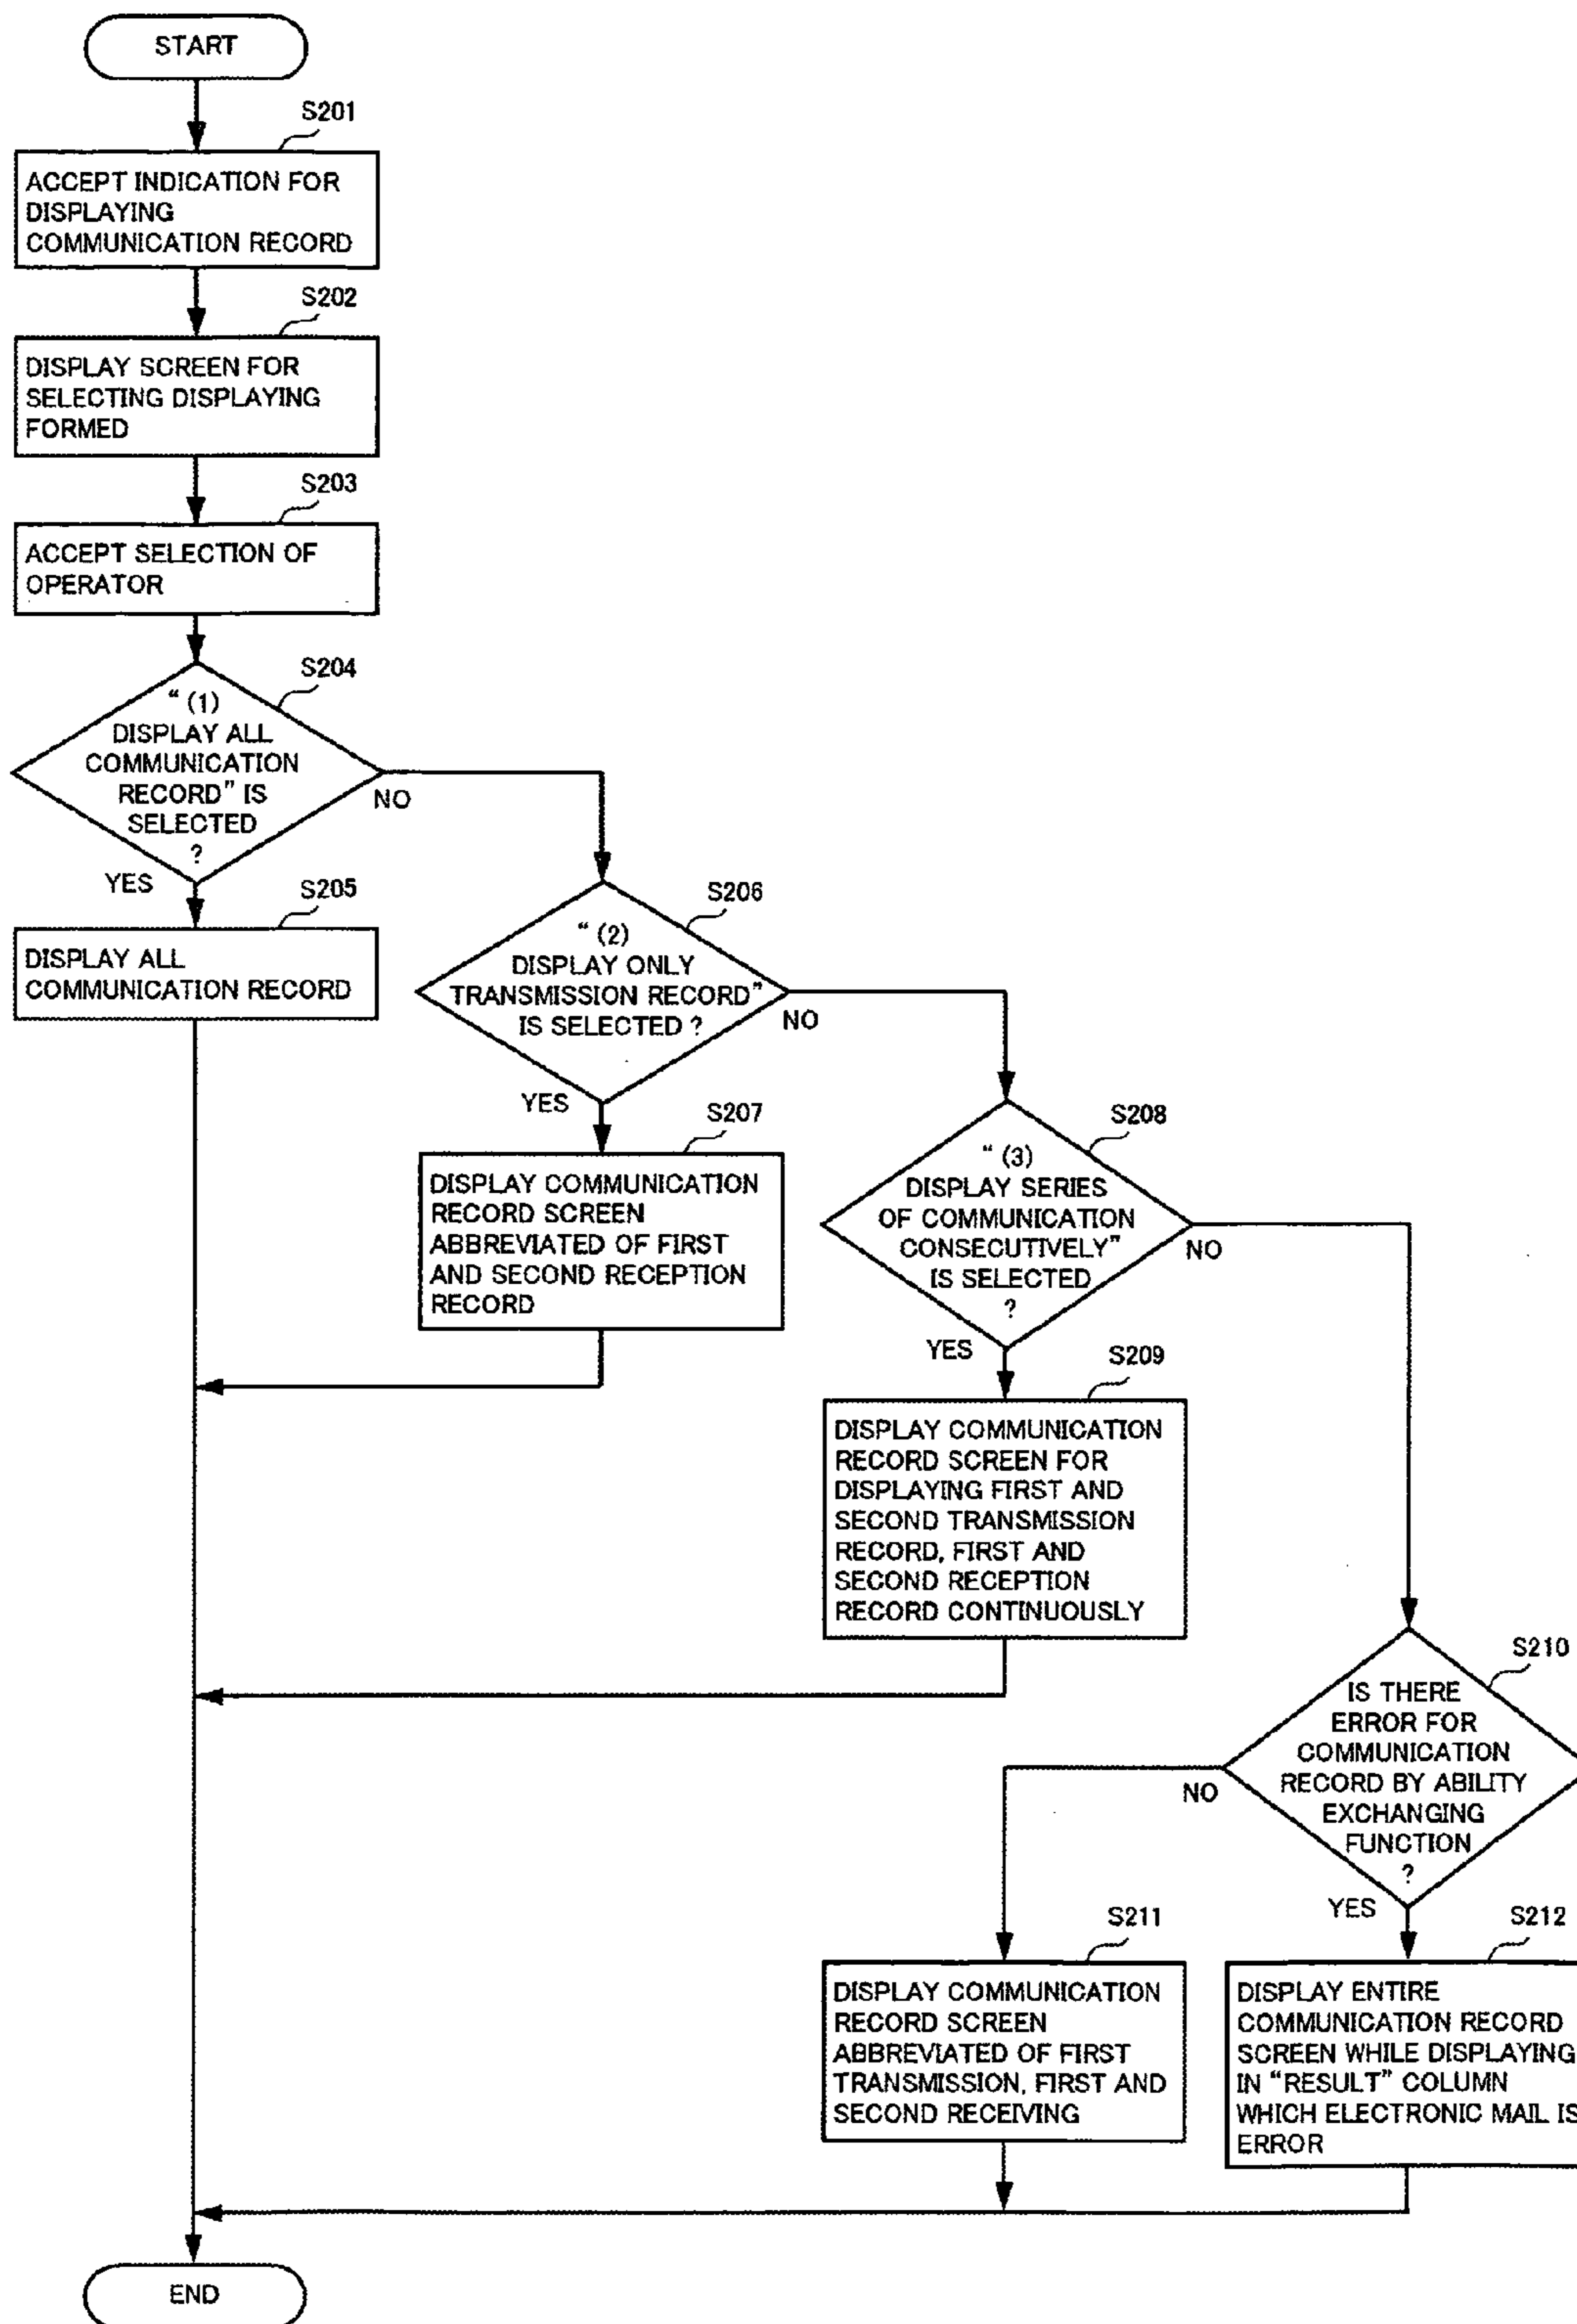 START
S201
ACCEPT INDICATION FOR
DISPLAYING
COMMUNICATION RECORD
S202
DISPLAY SCREEN FOR
SELECTING DISPLAYING
FORMED
S203
ACCEPT SELECTION OF
OPERATOR
S204
“ (1)
DISPLAY ALL
COMMUNICATION
RECORD” IS
SELECTED
?
NO
YES
S205
DISPLAY ALL
COMMUNICATION RECORD
S206
“ (2)
DISPLAY ONLY
TRANSMISSION RECORD”
IS SELECTED ?
NO
YES
S207
DISPLAY COMMUNICATION
RECORD SCREEN
ABBREVIATED OF FIRST
AND SECOND RECEPTION
RECORD
S208
“ (3)
DISPLAY SERIES
OF COMMUNICATION
CONSECUTIVELY”
IS SELECTED
?
NO
YES
S209
DISPLAY COMMUNICATION
RECORD SCREEN FOR
DISPLAYING FIRST AND
SECOND TRANSMISSION
RECORD, FIRST AND
SECOND RECEPTION
RECORD CONTINUOUSLY
S210
IS THERE
ERROR FOR
COMMUNICATION
RECORD BY ABILITY
EXCHANGING
FUNCTION
?
NO
YES
S211
DISPLAY COMMUNICATION
RECORD SCREEN
ABBREVIATED OF FIRST
TRANSMISSION, FIRST AND
SECOND RECEIVING
S212
DISPLAY ENTIRE
COMMUNICATION RECORD
SCREEN WHILE DISPLAYING
IN “RESULT” COLUMN
WHICH ELECTRONIC MAIL IS
ERROR
END